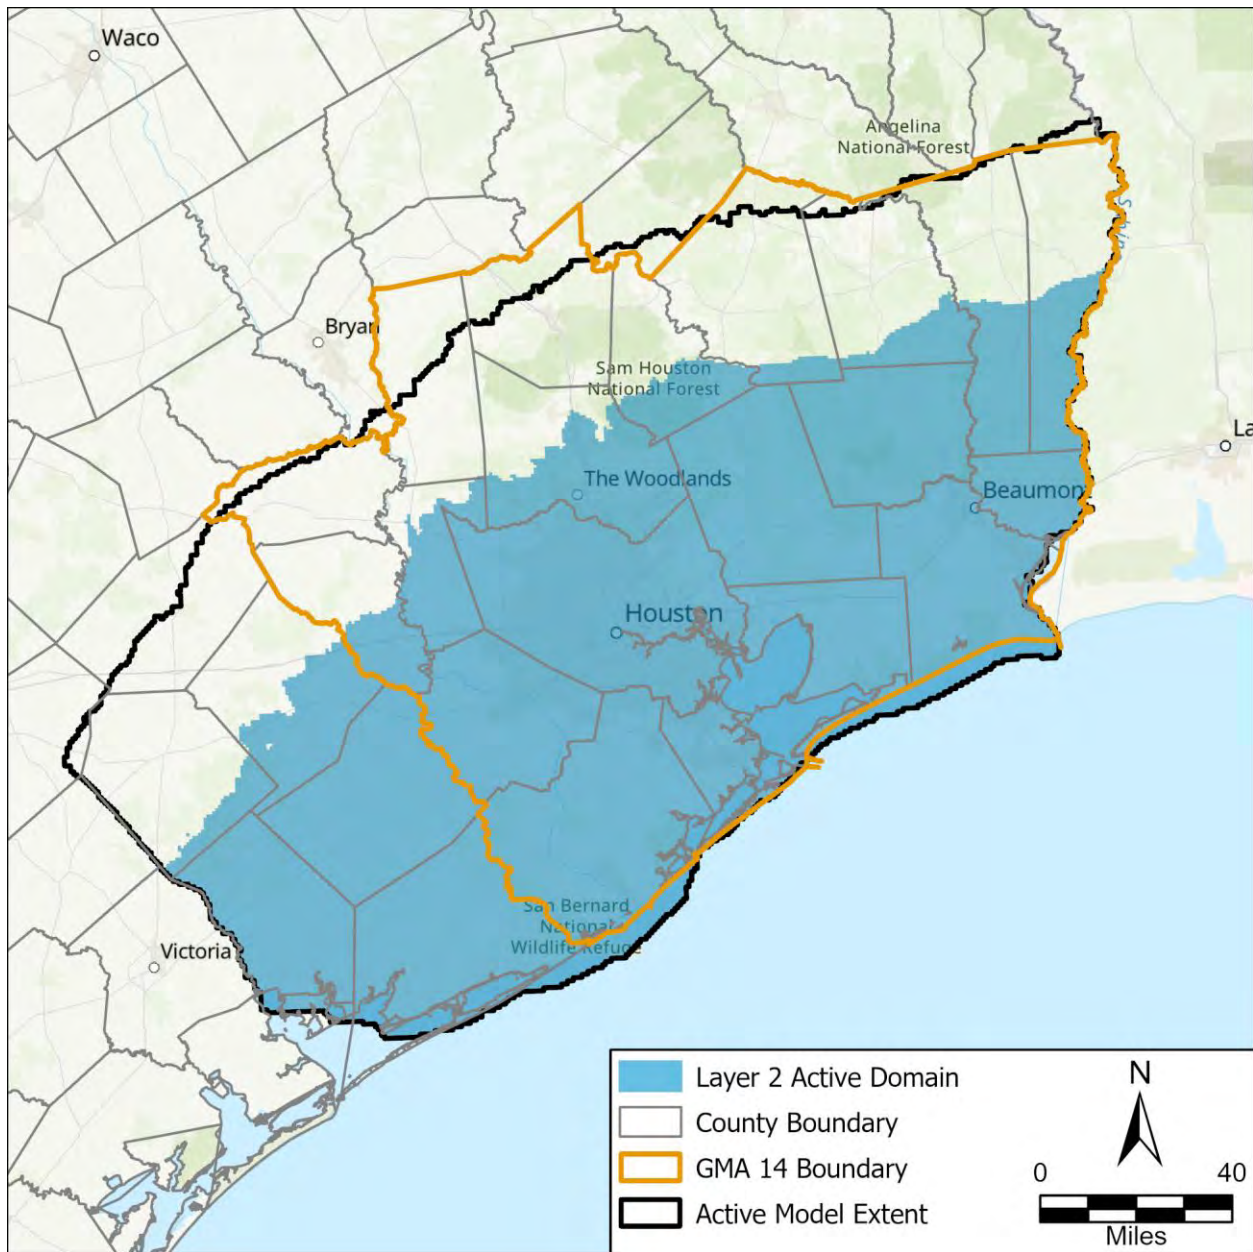 Waco
Angelina
National Forest
Sabin
Bryan
Sam Houston
National Forest
La
The Woodlands
Beaumont
Houston
San Bernard
National
Wildlife Refuge
Victoria
Layer 2 Active Domain
County Boundary
GMA 14 Boundary
Active Model Extent
N
0 40
Miles